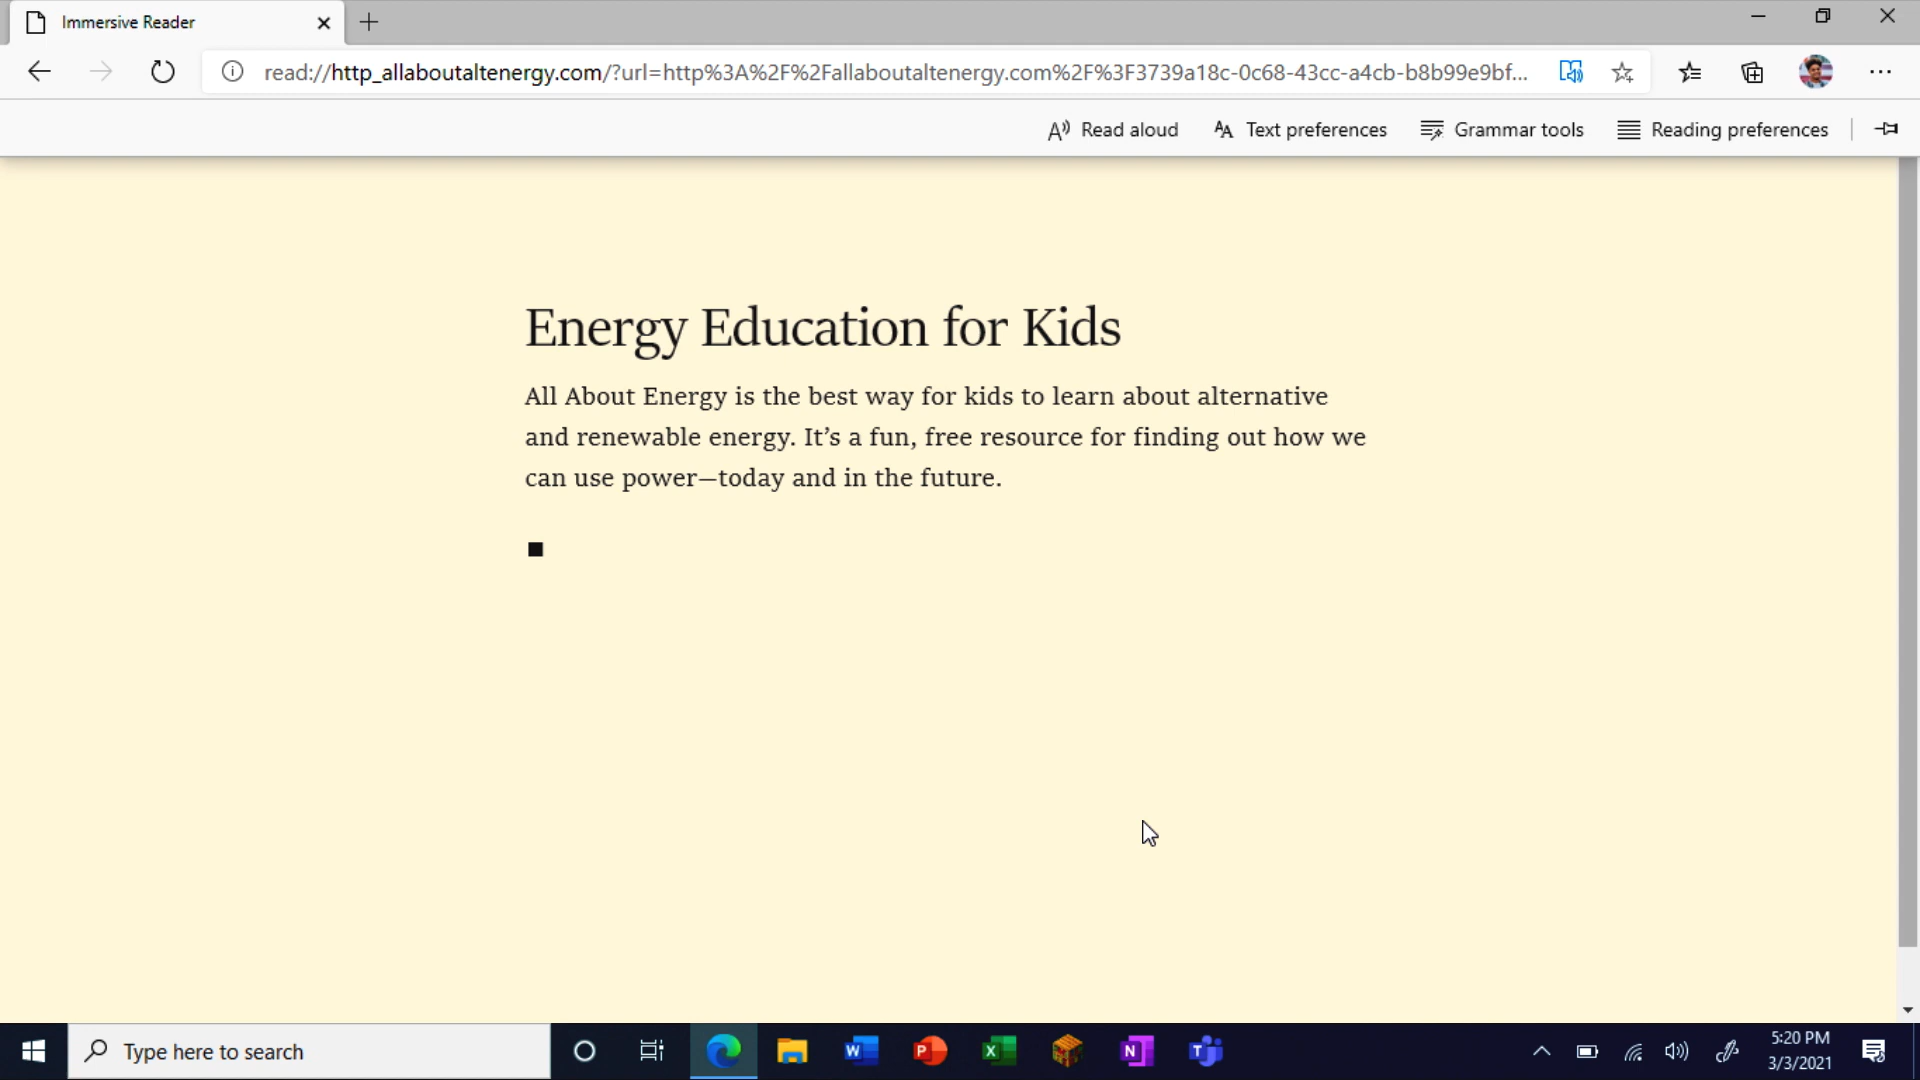 Immersive Reader
read://http_allaboutaltenergy.com/?url=http%3A%2F%2Fallaboutaltenergy.com%2F%3F3739a18c-0c68-43cc-a4cb-b8b99e9bf...
Read aloud Text preferences Grammar tools Reading preferences
Energy Education for Kids
All About Energy is the best way for kids to learn about alternative
and renewable energy. It’s a fun, free resource for finding out how we
can use power—today and in the future.
Type here to search
5:20 PM
3/3/2021